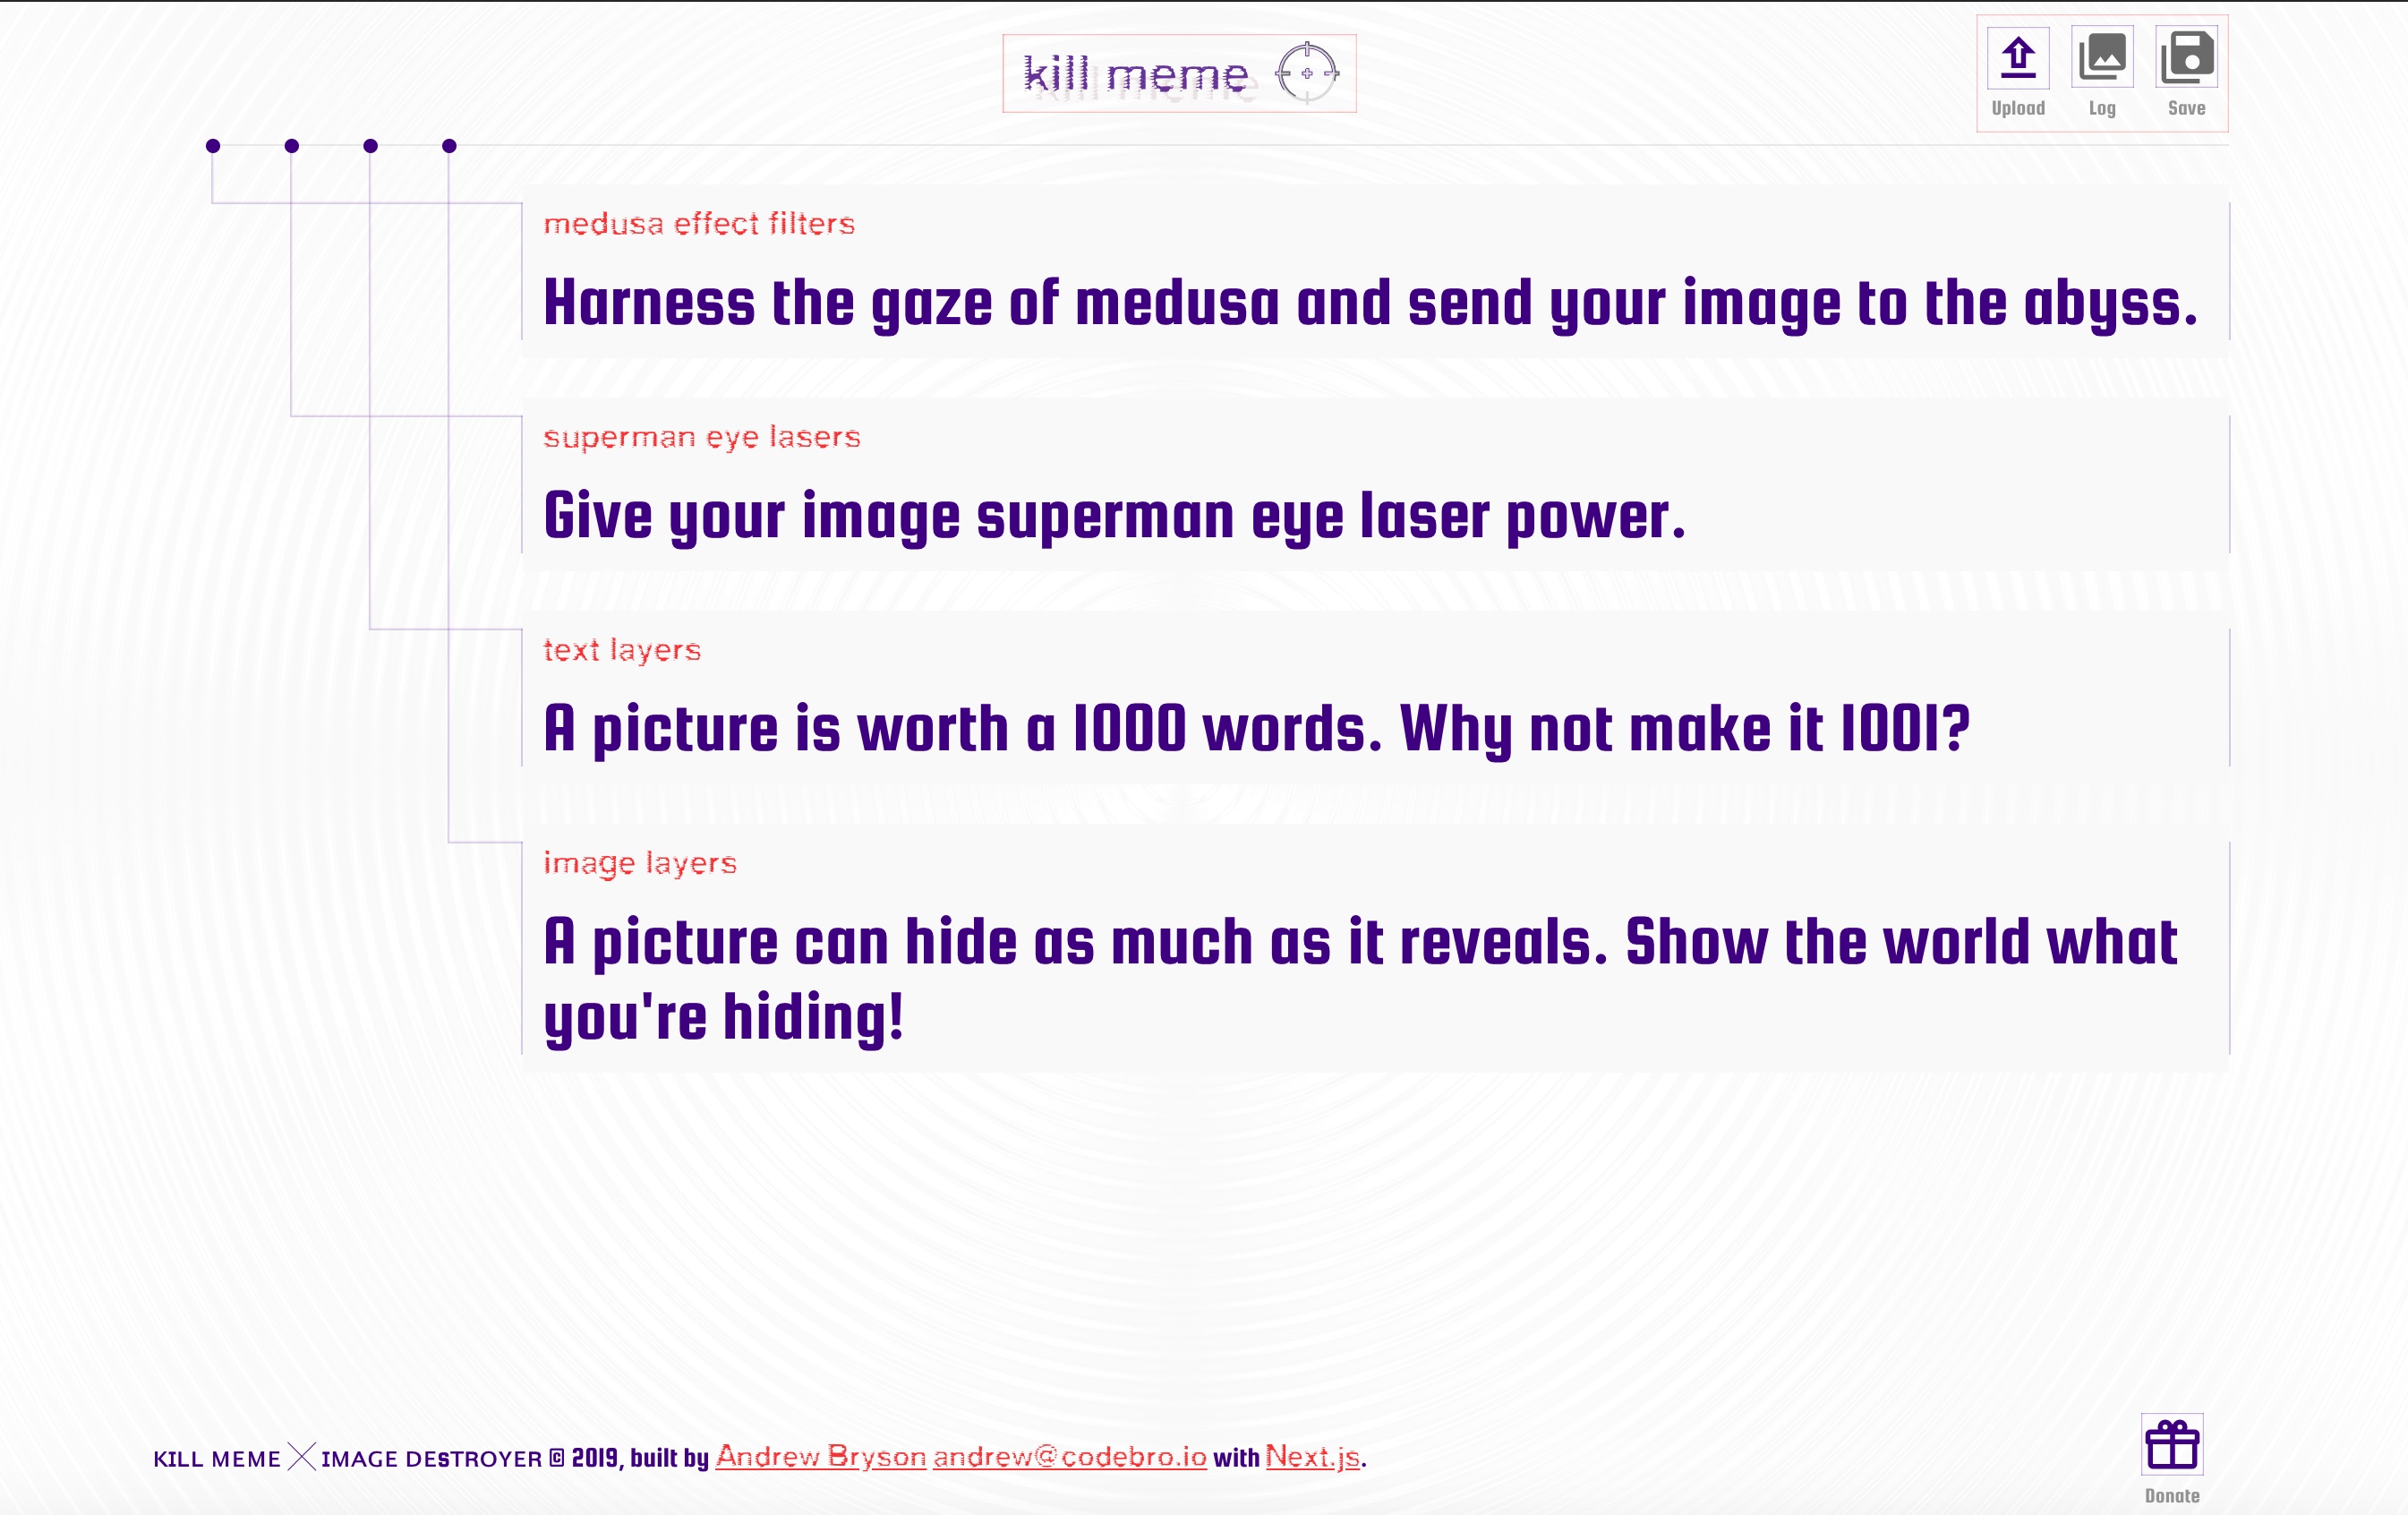 kill meme
Upload Log Save
medusa effect filters
Harness the gaze of medusa and send your image to the abyss.
superman eye lasers
Give your image superman eye laser power.
text layers
A picture is worth a 1000 words. Why not make it 1001?
image layers
A picture can hide as much as it reveals. Show the world what
you're hiding!
KILL MEME IMAGE DEsTROYER © 2019, built by Andrew Bryson andrew@codebro.io with Next.js.
Donate